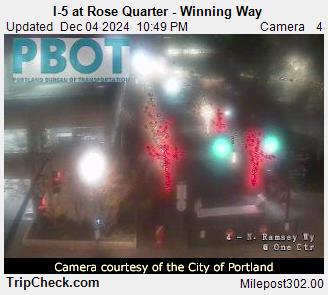 I-5 at Rose Quarter - Winning Way
Updated Dec 04 2024 10:49 PM Camera 4
PBOT
PORTLAND BUREAU OF TRANSPORTATION
4 - N. Ramsey Wy
@ One Ctr
Camera courtesy of the City of Portland
TripCheck.com Milepost302.00